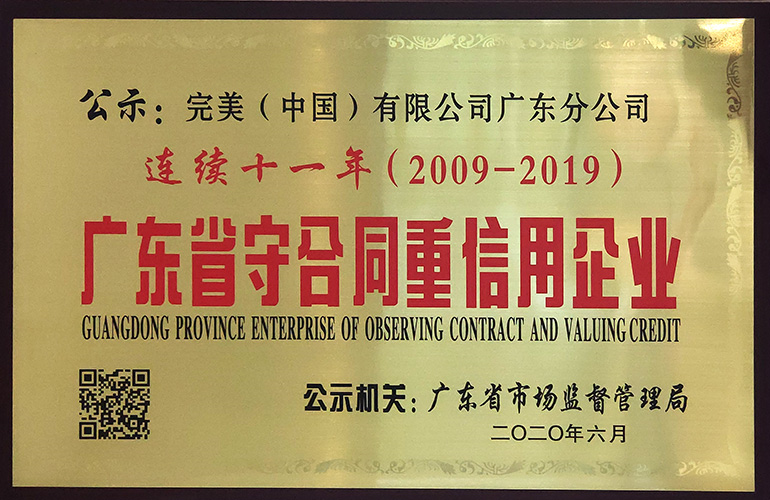 公示：完美（中国）有限公司广东分公司
连续十一年（2009-2019）
广东省守合同重信用企业
GUANGDONG PROVINCE ENTERPRISE OF OBSERVING CONTRACT AND VALUING CREDIT
公示机关：广东省市场监督管理局
二〇二〇年六月